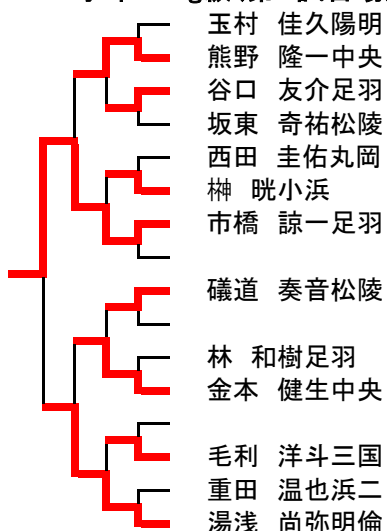 玉村 佳久陽明
熊野 隆一中央
谷口 友介足羽
坂東 奇祐松陵
西田 圭佑丸岡
榊 晄小浜
市橋 諒一足羽
礒道 奏音松陵
林 和樹足羽
金本 健生中央
毛利 洋斗三国
重田 温也浜二
湯浅 尚弥明倫